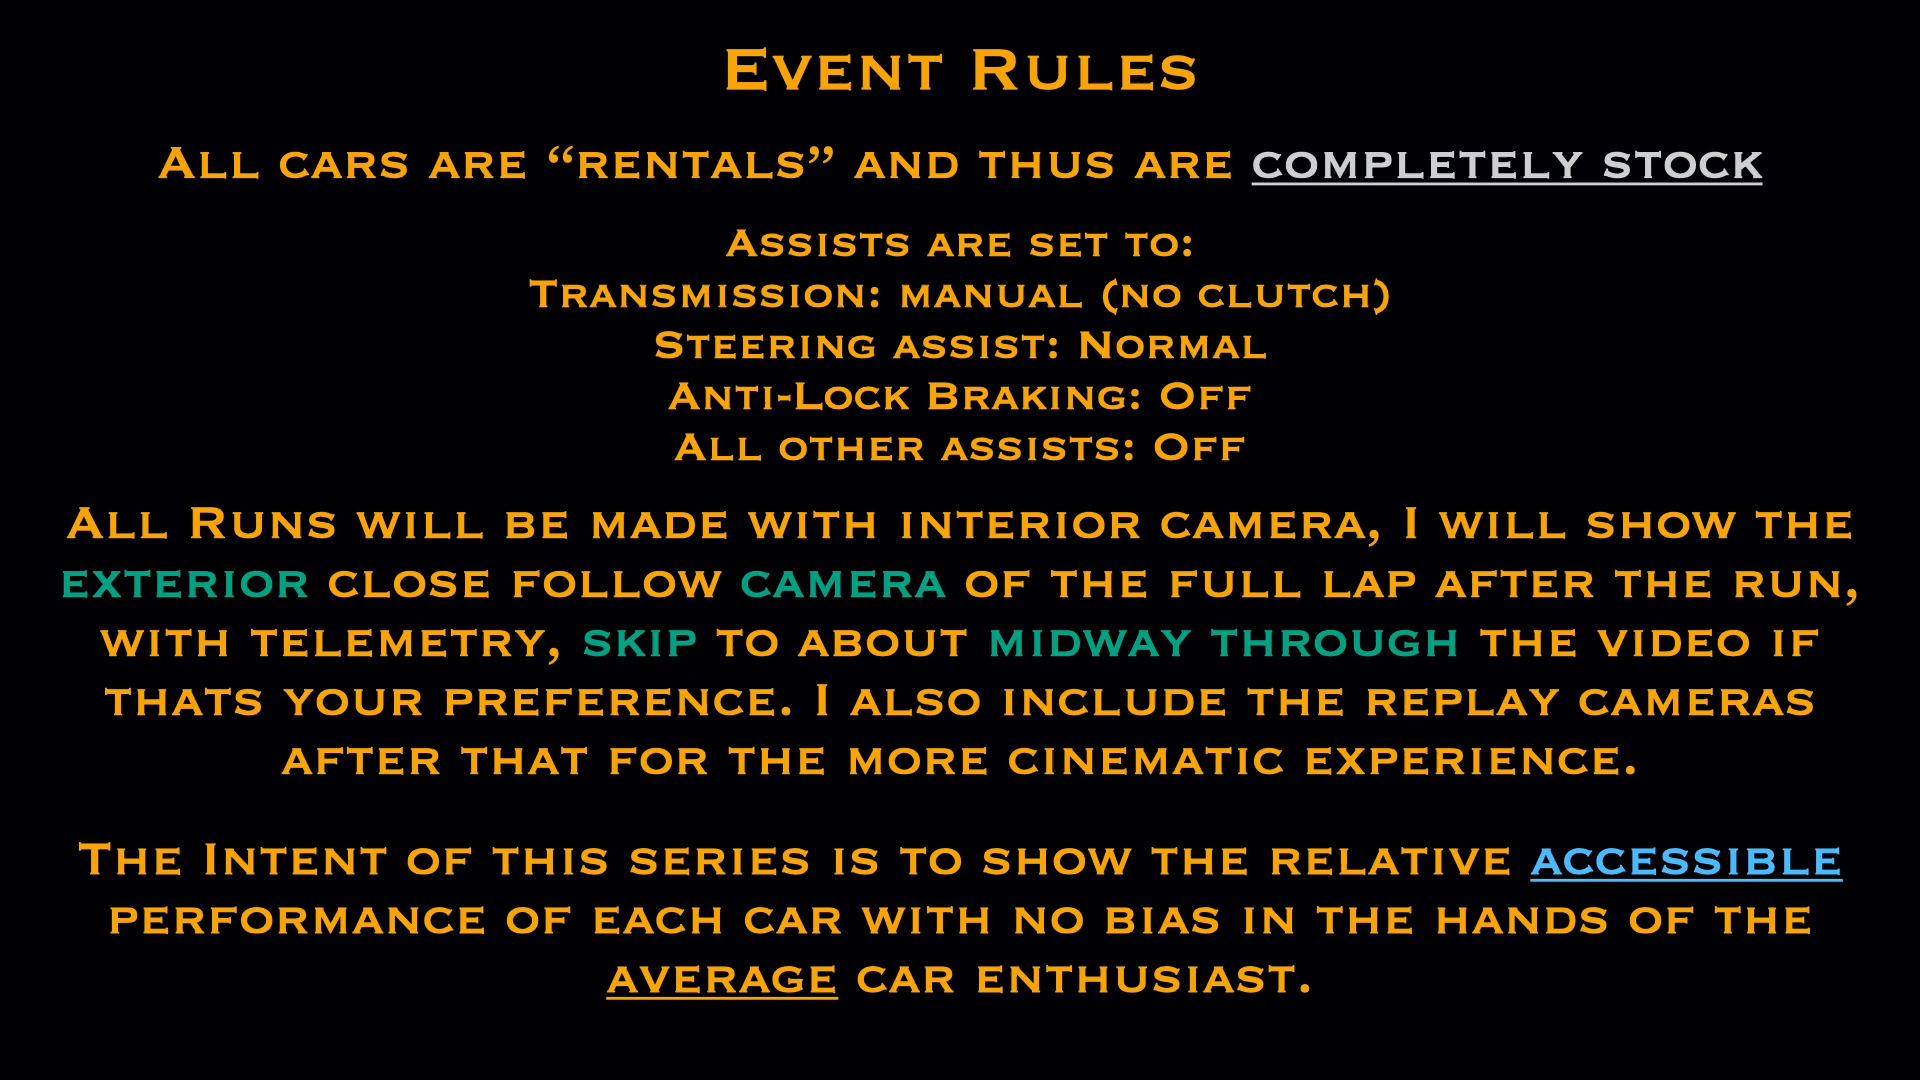 Event Rules
All cars are “rentals” and thus are completely stock
Assists are set to:
Transmission: manual (no clutch)
Steering assist: Normal
Anti-Lock Braking: Off
All other assists: Off
All Runs will be made with interior camera, I will show the
exterior close follow camera of the full lap after the run,
with telemetry, skip to about midway through the video if
thats your preference. I also include the replay cameras
after that for the more cinematic experience.
The Intent of this series is to show the relative accessible
performance of each car with no bias in the hands of the
average car enthusiast.